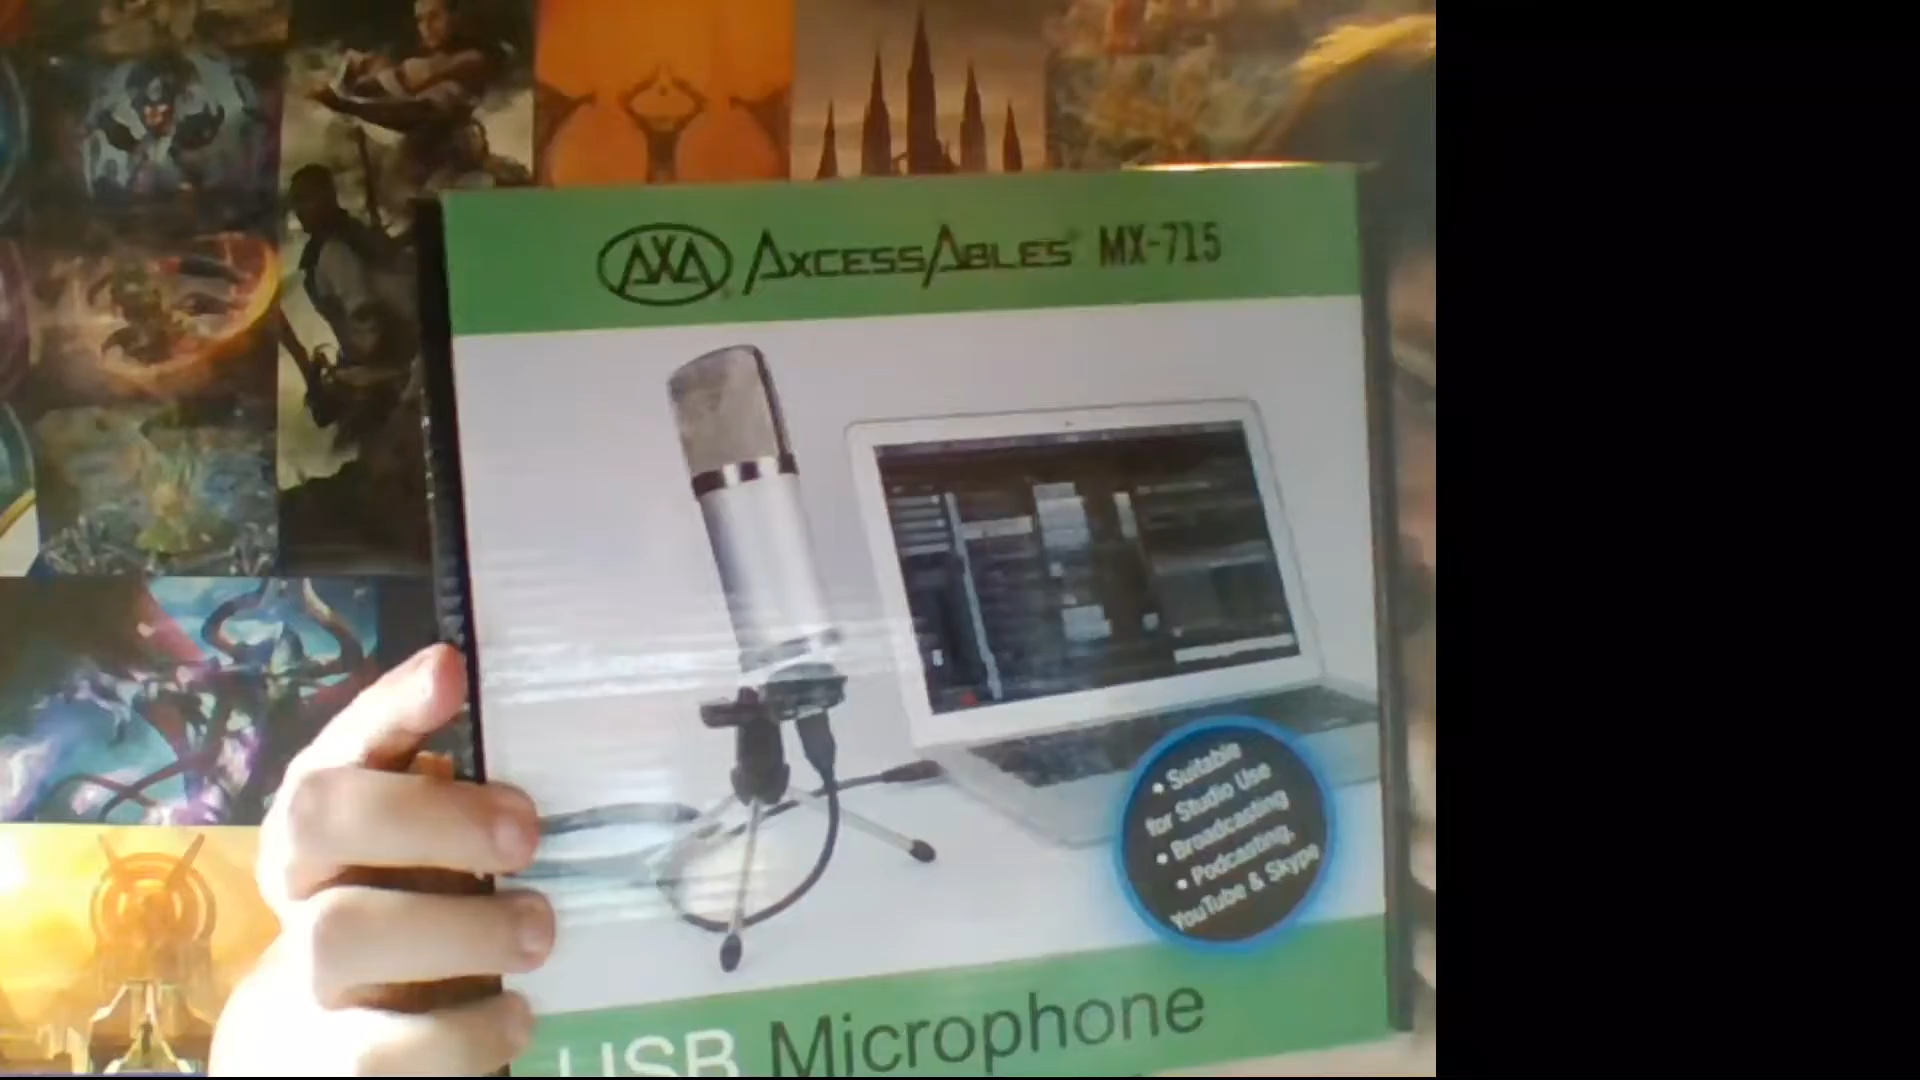 AXA AXCESSABLES® MX-715
• Suitable
for Studio Use
• Broadcasting
• Podcasting,
YouTube & Skype
USB Microphone